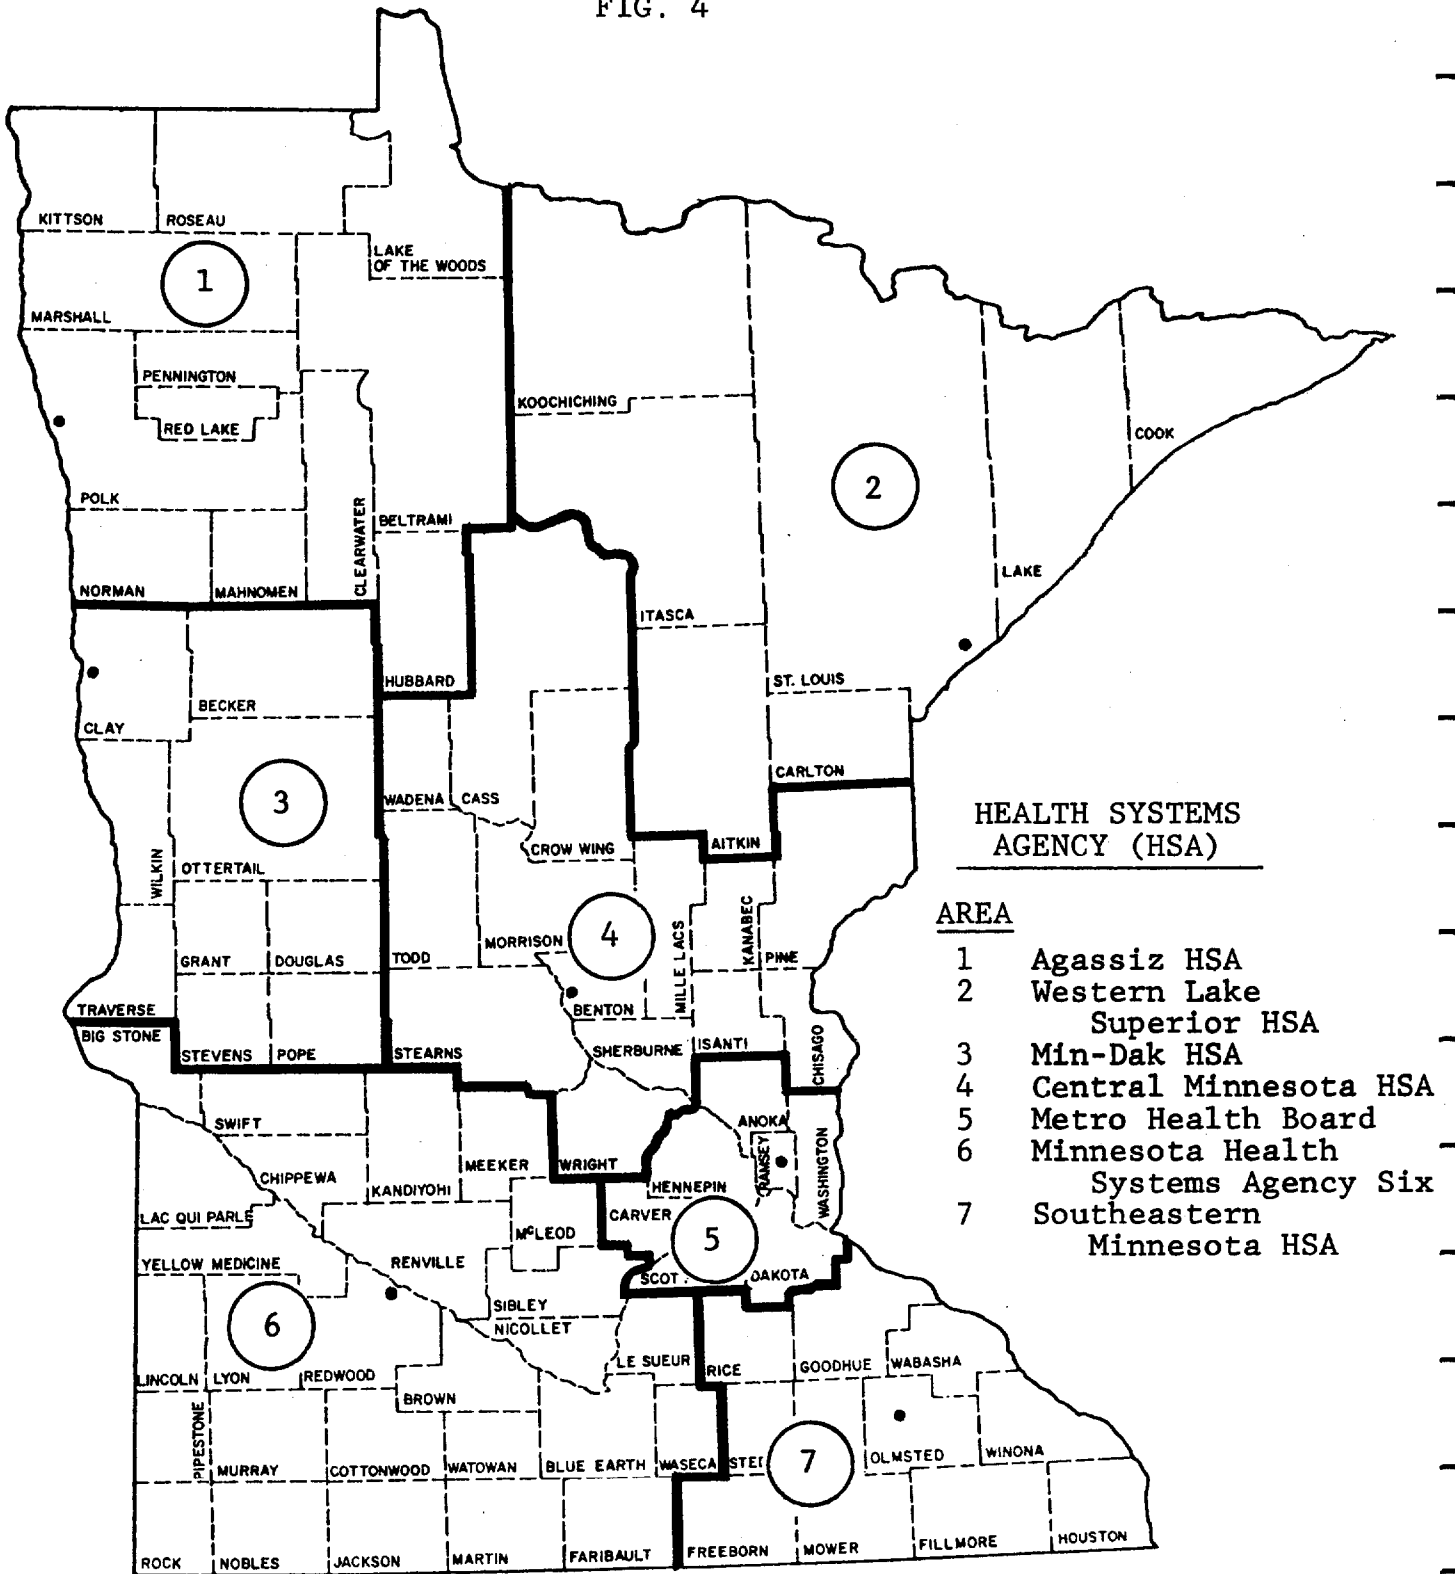 FIG. 4
KITTSON
ROSEAU
LAKE
OF THE WOODS
1
MARSHALL
PENNINGTON
RED LAKE
KOOCHICHING
COOK
2
POLK
CLEARWATER
BELTRAMI
LAKE
NORMAN
MAHNOMEN
ITASCA
HUBBARD
ST. LOUIS
BECKER
CLAY
CARLTON
3
WADENA
CASS
CROW WING
AITKIN
WILKIN
OTTERTAIL
4
MILLE LACS
KANABEC
GRANT
DOUGLAS
TODD
MORRISON
PINE
TRAVERSE
BENTON
BIG STONE
STEVENS
POPE
STEARNS
SHERBURNE
ISANTI
CHISAGO
HEALTH SYSTEMS
AGENCY (HSA)
AREA
1 Agassiz HSA
2 Western Lake
Superior HSA
3 Min-Dak HSA
4 Central Minnesota HSA
5 Metro Health Board
6 Minnesota Health
Systems Agency Six
7 Southeastern
Minnesota HSA
SWIFT
ANOKA
CHIPPEWA
KANDIYOHI
MEEKER
WRIGHT
HENNEPIN
RAMSEY
WASHINGTON
LAC QUI PARLE
CARVER
McLEOD
5
YELLOW MEDICINE
RENVILLE
SCOT
DAKOTA
6
SIBLEY
NICOLLET
LINCOLN
LYON
REDWOOD
LE SUEUR
RICE
GOODHUE
WABASHA
BROWN
PIPESTONE
MURRAY
COTTONWOOD
WATOWAN
BLUE EARTH
WASECA
STE
7
OLMSTED
WINONA
ROCK
NOBLES
JACKSON
MARTIN
FARIBAULT
FREEBORN
MOWER
FILLMORE
HOUSTON